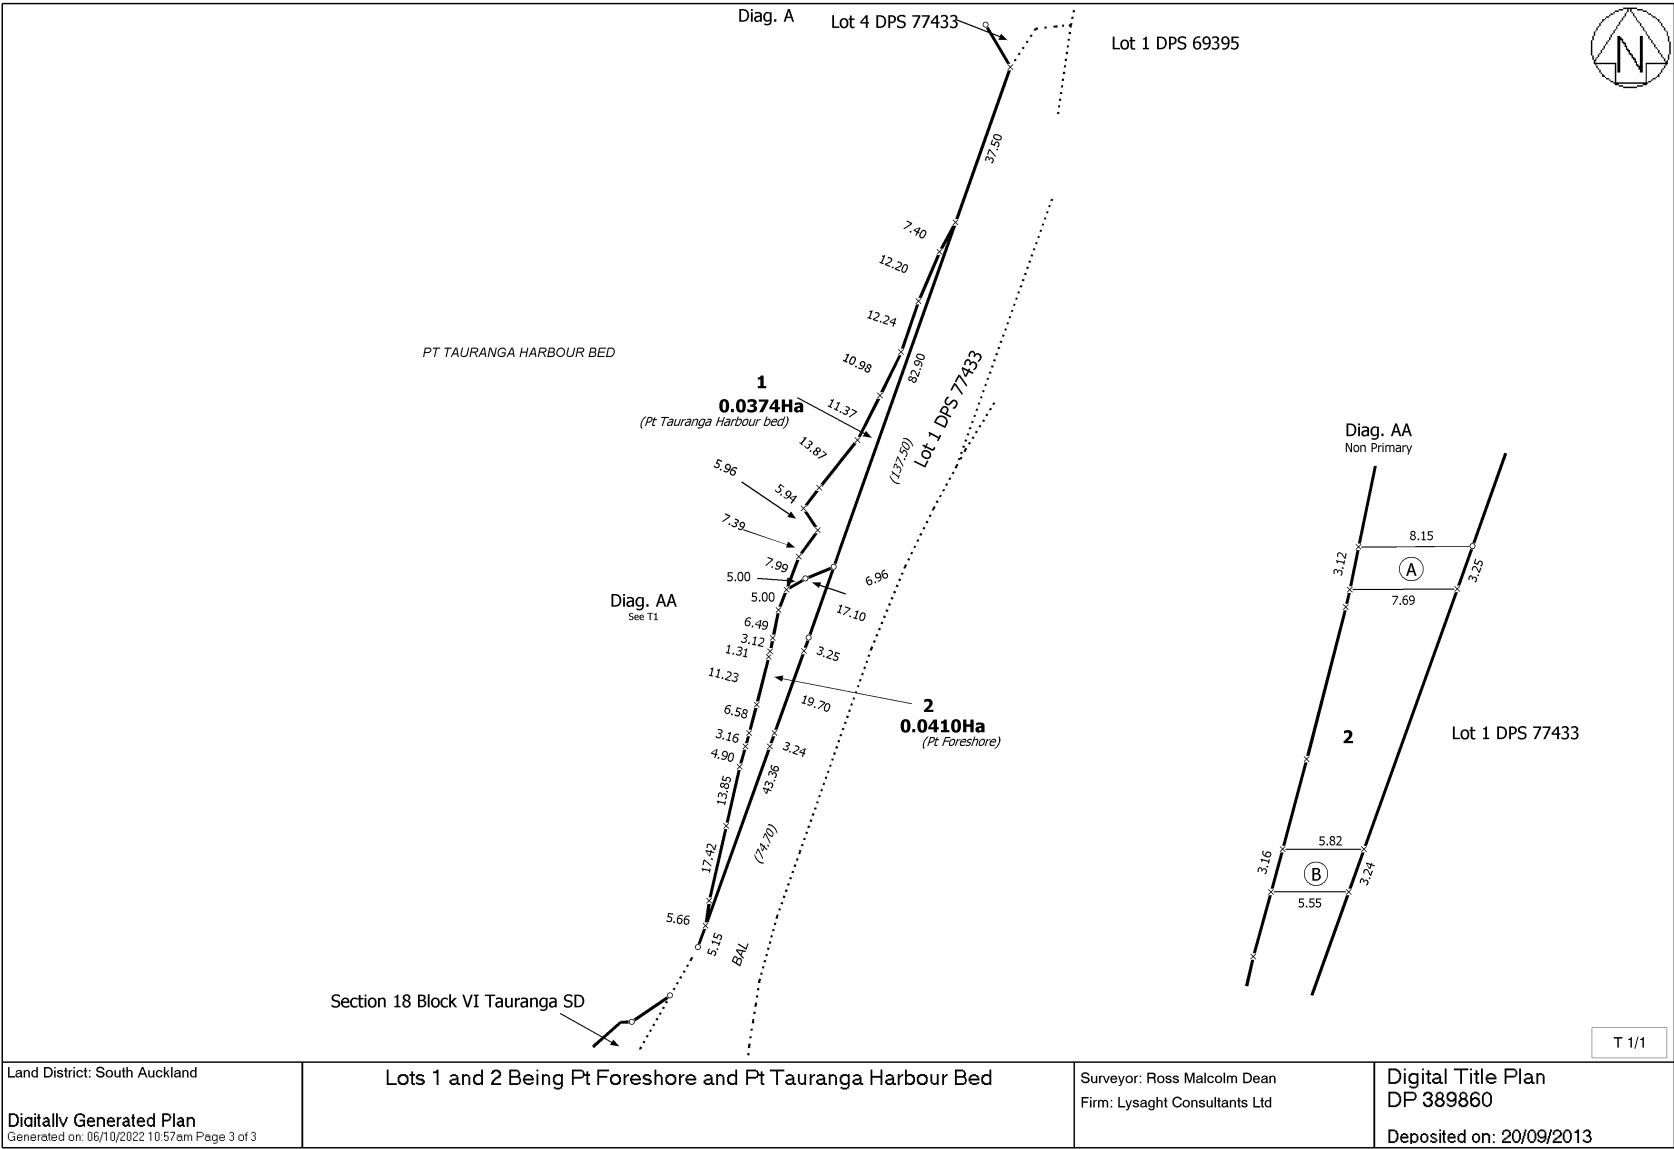 Diag. A
Lot 4 DPS 77433
Lot 1 DPS 69395
N
37.50
7.40
12.20
12.24
10.98
82.90
PT TAURANGA HARBOUR BED
1
0.0374Ha
(Pt Tauranga Harbour bed)
11.37
13.87
(137.50)
Lot 1 DPS 77433
5.96
5.94
7.39
7.99
5.00
5.00
6.96
17.10
Diag. AA
See T1
6.49
3.12
1.31
3.25
11.23
19.70
2
0.0410Ha
(Pt Foreshore)
6.58
3.16
3.24
4.90
13.85
43.36
(74.70)
17.42
5.66
5.15
BAL
Section 18 Block VI Tauranga SD
Diag. AA
Non Primary
8.15
3.12
A
3.25
7.69
2
Lot 1 DPS 77433
5.82
3.16
B
3.24
5.55
T 1/1
Land District: South Auckland
Digitally Generated Plan
Generated on: 06/10/2022 10:57am Page 3 of 3
Lots 1 and 2 Being Pt Foreshore and Pt Tauranga Harbour Bed
Surveyor: Ross Malcolm Dean
Firm: Lysaght Consultants Ltd
Digital Title Plan
DP 389860
Deposited on: 20/09/2013